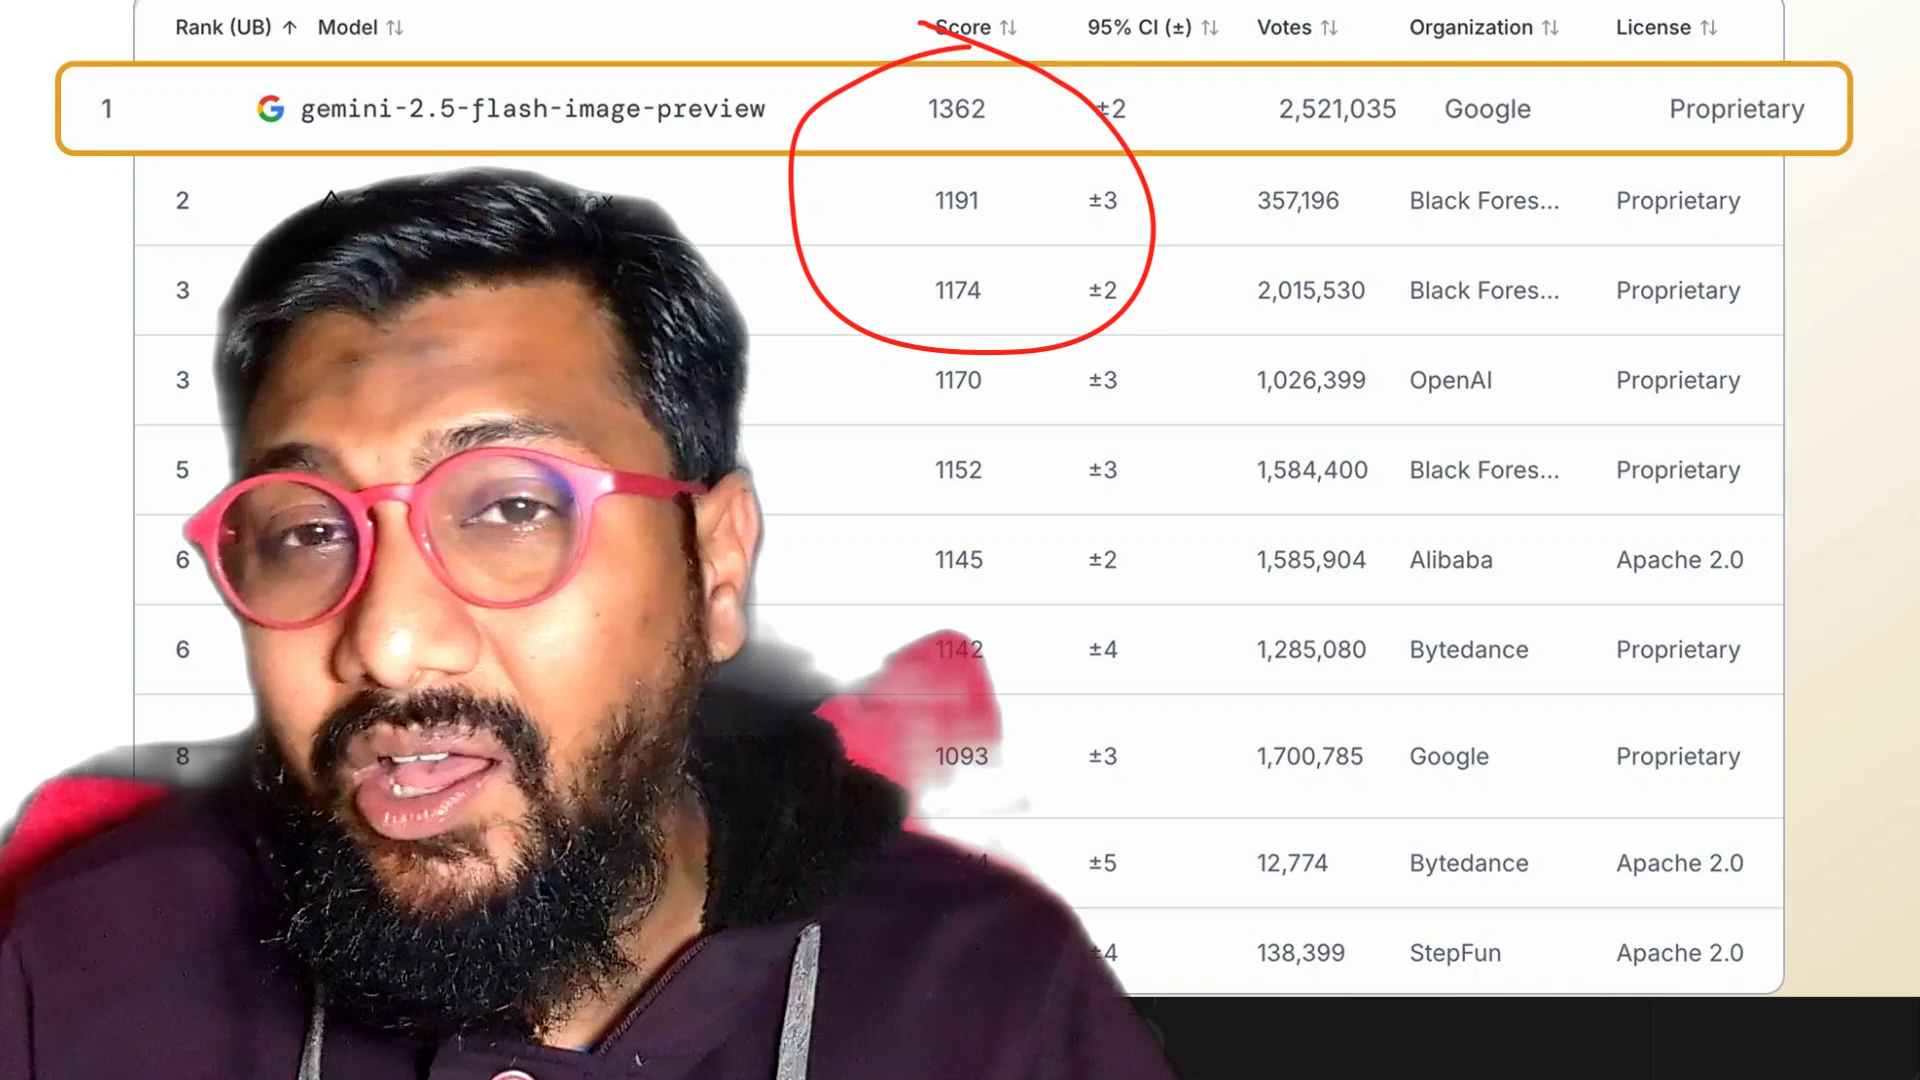 Rank (UB) Model Score 95% CI (±) Votes Organization License
1 gemini-2.5-flash-image-preview 1362 ±2 2,521,035 Google Proprietary
2 1191 ±3 357,196 Black Fores... Proprietary
3 1174 ±2 2,015,530 Black Fores... Proprietary
3 1170 ±3 1,026,399 OpenAI Proprietary
5 1152 ±3 1,584,400 Black Fores... Proprietary
6 1145 ±2 1,585,904 Alibaba Apache 2.0
6 1142 ±4 1,285,080 Bytedance Proprietary
8 1093 ±3 1,700,785 Google Proprietary
±5 12,774 Bytedance Apache 2.0
±4 138,399 StepFun Apache 2.0